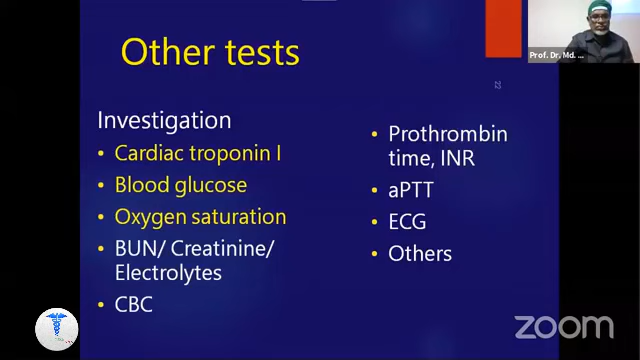 Other tests
Prof. Dr. Md. ...
22
Investigation
• Cardiac troponin I
• Blood glucose
• Oxygen saturation
• BUN/ Creatinine/
Electrolytes
• CBC
• Prothrombin
time, INR
• aPTT
• ECG
• Others
zoom